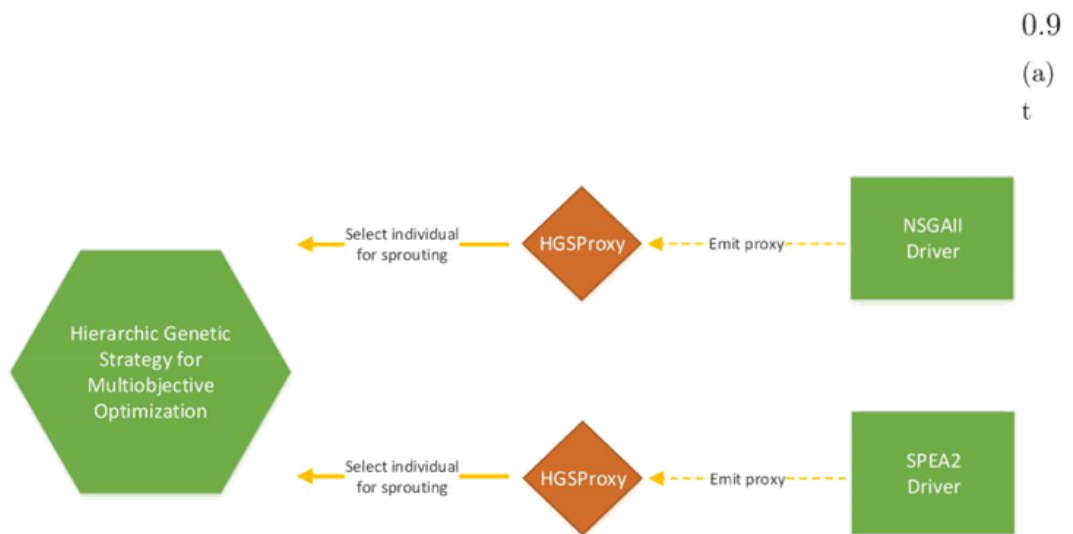 0.9
(a)
t
Select individual
for sprouting
HGSProxy
Emit proxy
NSGAII
Driver
Hierarchic Genetic
Strategy for
Multiobjective
Optimization
Select individual
for sprouting
HGSProxy
Emit proxy
SPEA2
Driver